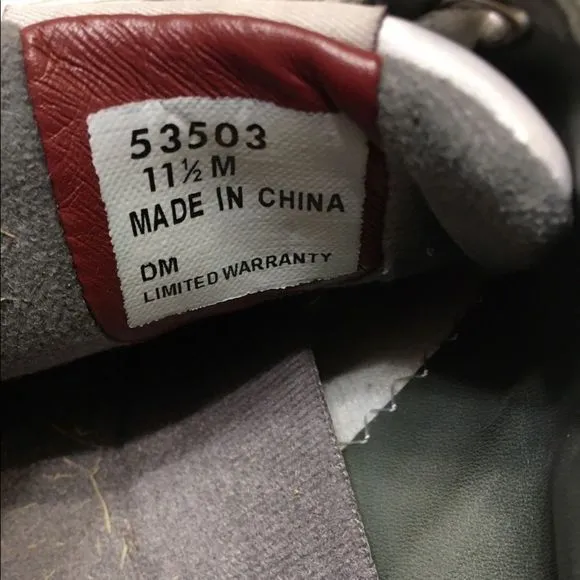 53503
11½ M
MADE IN CHINA
DM
LIMITED WARRANTY